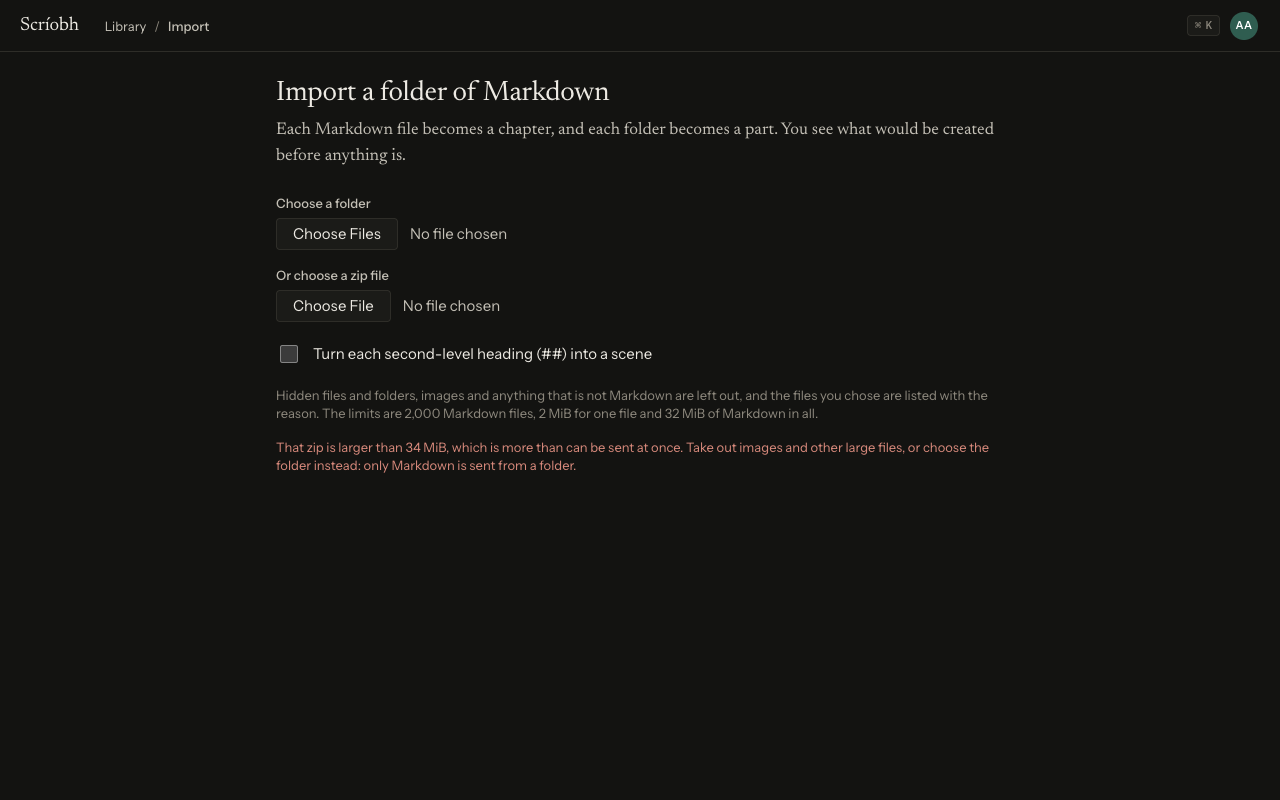 Scríobh
Library / Import
⌘ K
AA
Import a folder of Markdown
Each Markdown file becomes a chapter, and each folder becomes a part. You see what would be created
before anything is.
Choose a folder
Choose Files No file chosen
Or choose a zip file
Choose File No file chosen
Turn each second-level heading (##) into a scene
Hidden files and folders, images and anything that is not Markdown are left out, and the files you chose are listed with the
reason. The limits are 2,000 Markdown files, 2 MiB for one file and 32 MiB of Markdown in all.
That zip is larger than 34 MiB, which is more than can be sent at once. Take out images and other large files, or choose the
folder instead: only Markdown is sent from a folder.